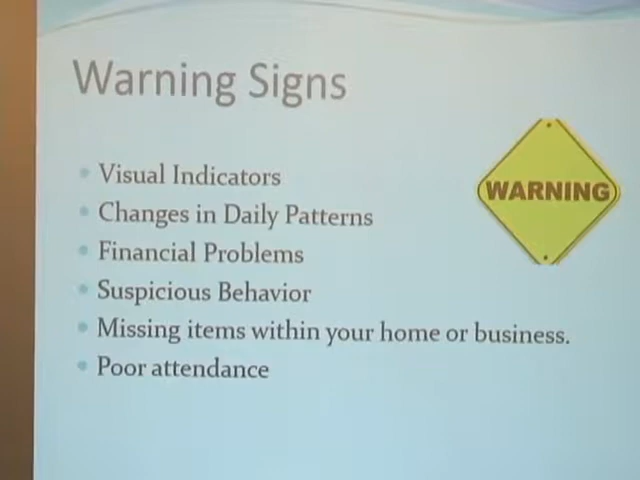 Warning Signs
WARNING
Visual Indicators
Changes in Daily Patterns
Financial Problems
Suspicious Behavior
Missing items within your home or business.
Poor attendance